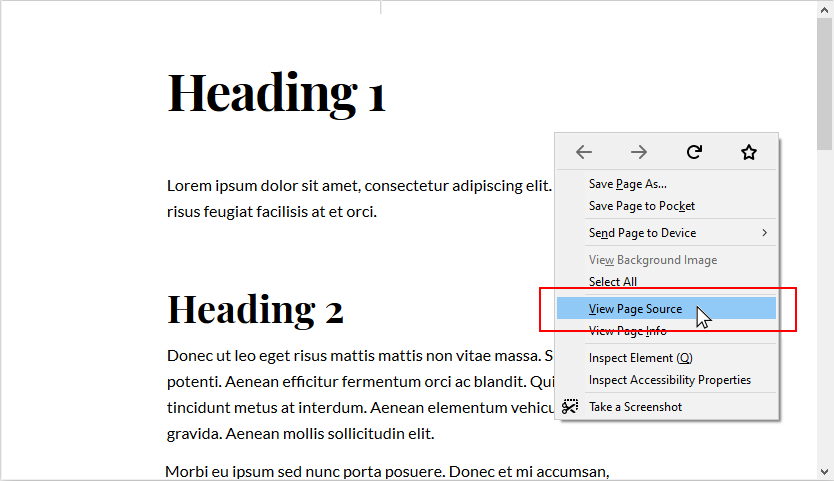 Heading 1
Lorem ipsum dolor sit amet, consectetur adipiscing elit.
risus feugiat facilisis at et orci.
Heading 2
Donec ut leo eget risus mattis mattis non vitae massa. S
potenti. Aenean efficitur fermentum orci ac blandit. Qui
tincidunt metus at interdum. Aenean elementum vehicu
gravida. Aenean mollis sollicitudin elit.
Morbi eu ipsum sed nunc porta posuere. Donec et mi accumsan,
Save Page As...
Save Page to Pocket
Send Page to Device
View Background Image
Select All
View Page Source
View Page Info
Inspect Element (Q)
Inspect Accessibility Properties
Take a Screenshot